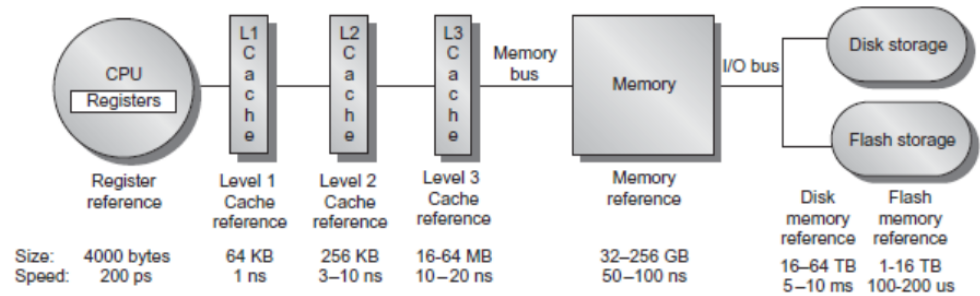 CPU
Registers
L1
C
a
c
h
e
L2
C
a
c
h
e
L3
C
a
c
h
e
Memory
bus
Memory
I/O bus
Disk storage
Flash storage
Register
reference
Level 1
Cache
reference
Level 2
Cache
reference
Level 3
Cache
reference
Memory
reference
Disk
memory
reference
Flash
memory
reference
Size: 4000 bytes 64 KB 256 KB 16-64 MB 32–256 GB 16–64 TB 1-16 TB
Speed: 200 ps 1 ns 3–10 ns 10–20 ns 50–100 ns 5–10 ms 100-200 us